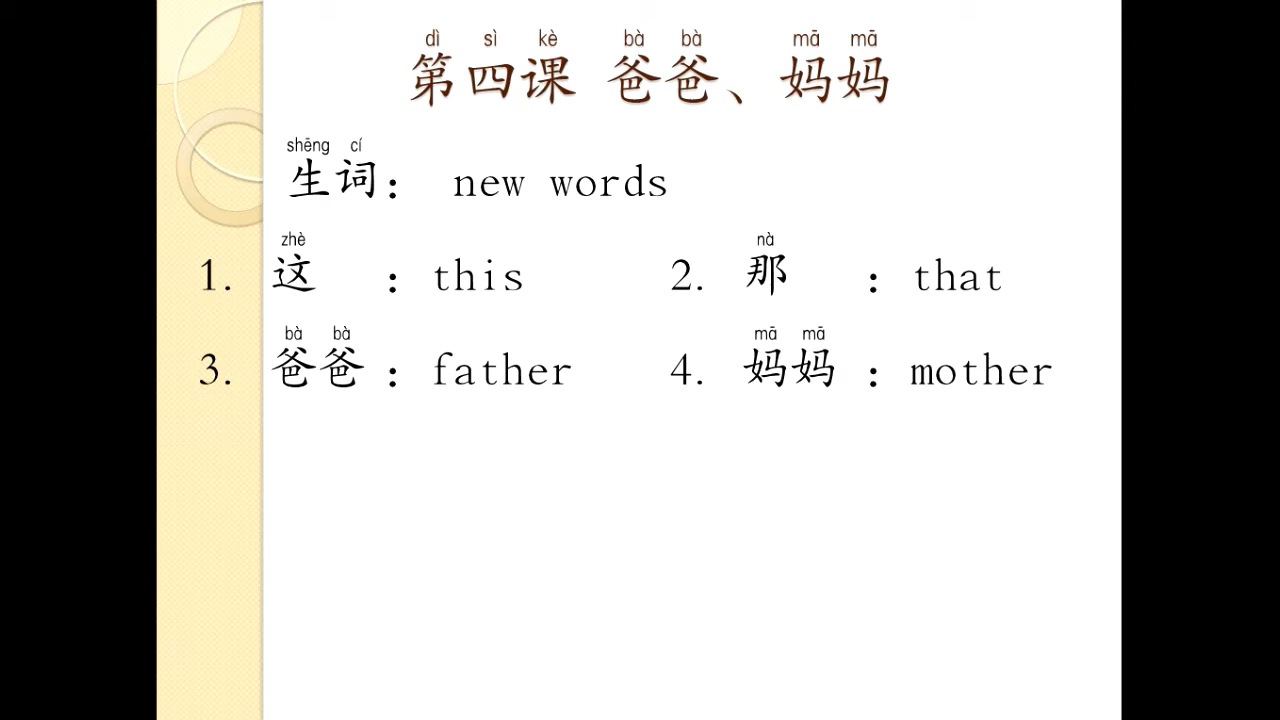 dì sì kè bà bà mā mā
第四课 爸爸、妈妈
shēng cí
生词： new words
zhè nà
1. 这 ：this 2. 那 ：that
bà bà mā mā
3. 爸爸 ：father 4. 妈妈 ：mother